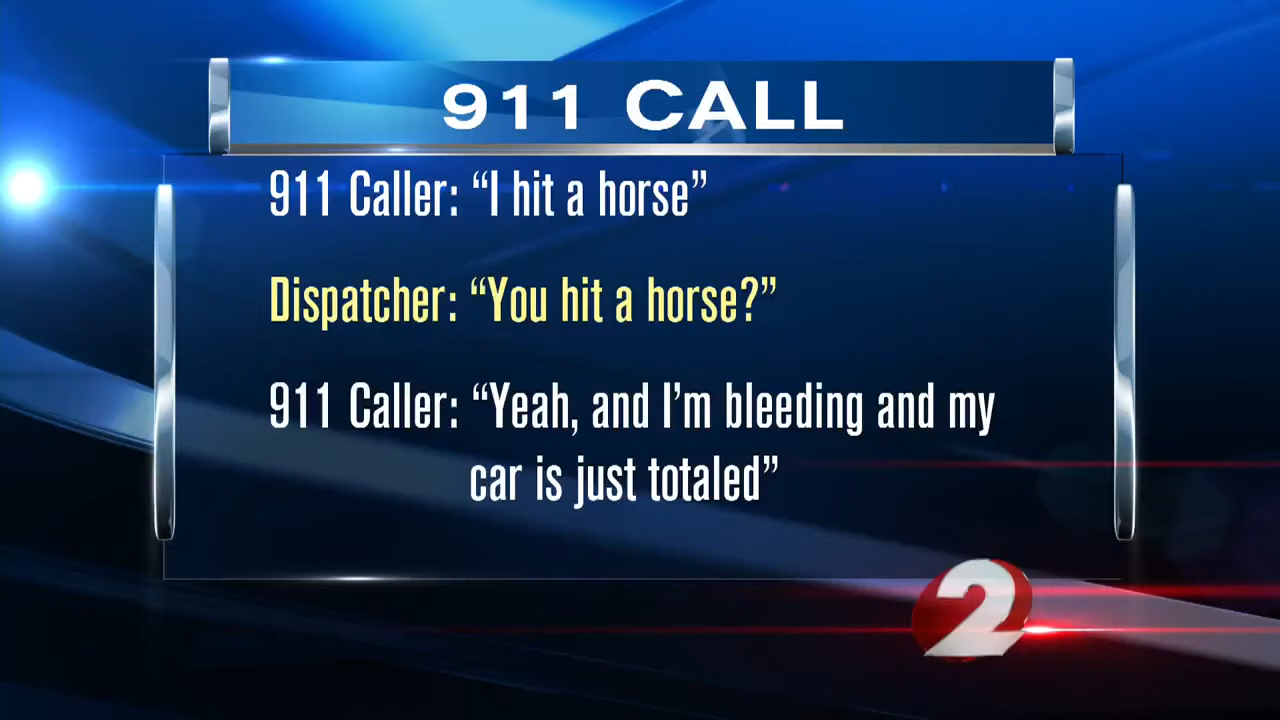 911 CALL
911 Caller: “I hit a horse”
Dispatcher: “You hit a horse?”
911 Caller: “Yeah, and I’m bleeding and my
car is just totaled”
2